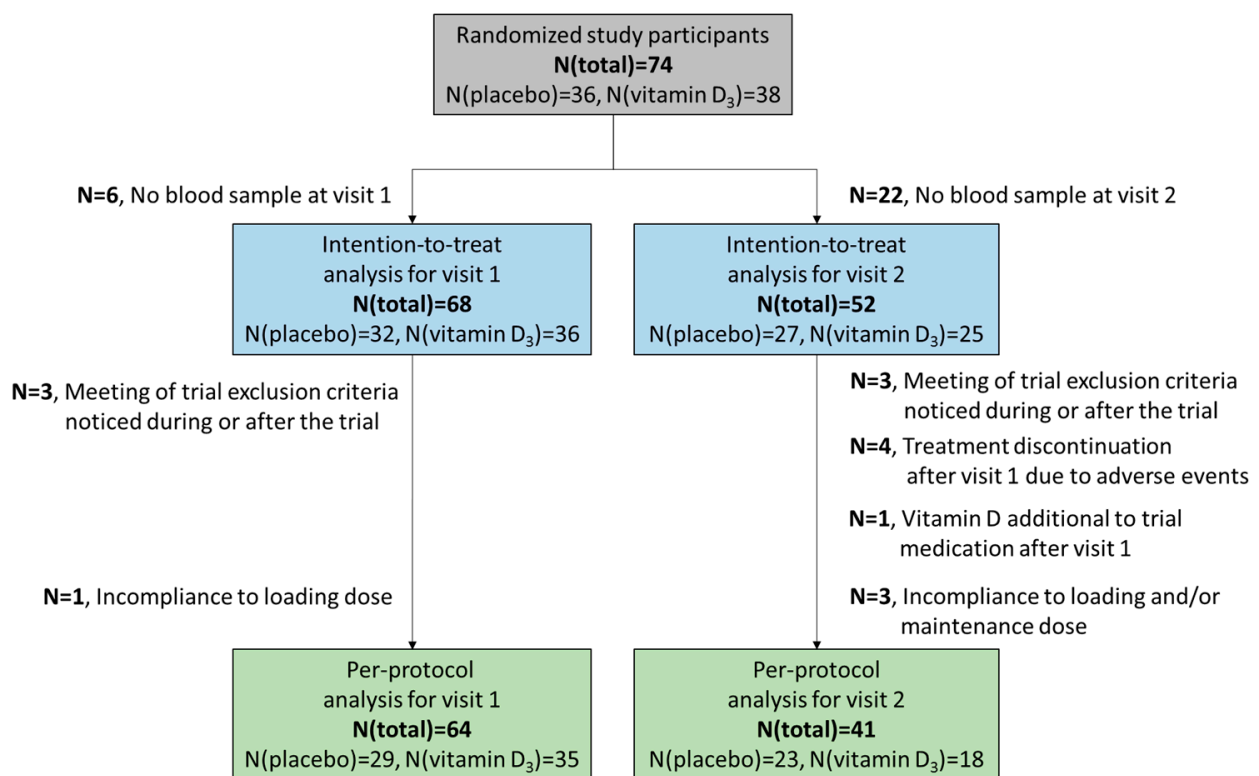 Randomized study participants
N(total)=74
N(placebo)=36, N(vitamin D₃)=38
N=6, No blood sample at visit 1
N=22, No blood sample at visit 2
Intention-to-treat
analysis for visit 1
N(total)=68
N(placebo)=32, N(vitamin D₃)=36
Intention-to-treat
analysis for visit 2
N(total)=52
N(placebo)=27, N(vitamin D₃)=25
N=3, Meeting of trial exclusion criteria
noticed during or after the trial
N=1, Incompliance to loading dose
N=3, Meeting of trial exclusion criteria
noticed during or after the trial
N=4, Treatment discontinuation
after visit 1 due to adverse events
N=1, Vitamin D additional to trial
medication after visit 1
N=3, Incompliance to loading and/or
maintenance dose
Per-protocol
analysis for visit 1
N(total)=64
N(placebo)=29, N(vitamin D₃)=35
Per-protocol
analysis for visit 2
N(total)=41
N(placebo)=23, N(vitamin D₃)=18